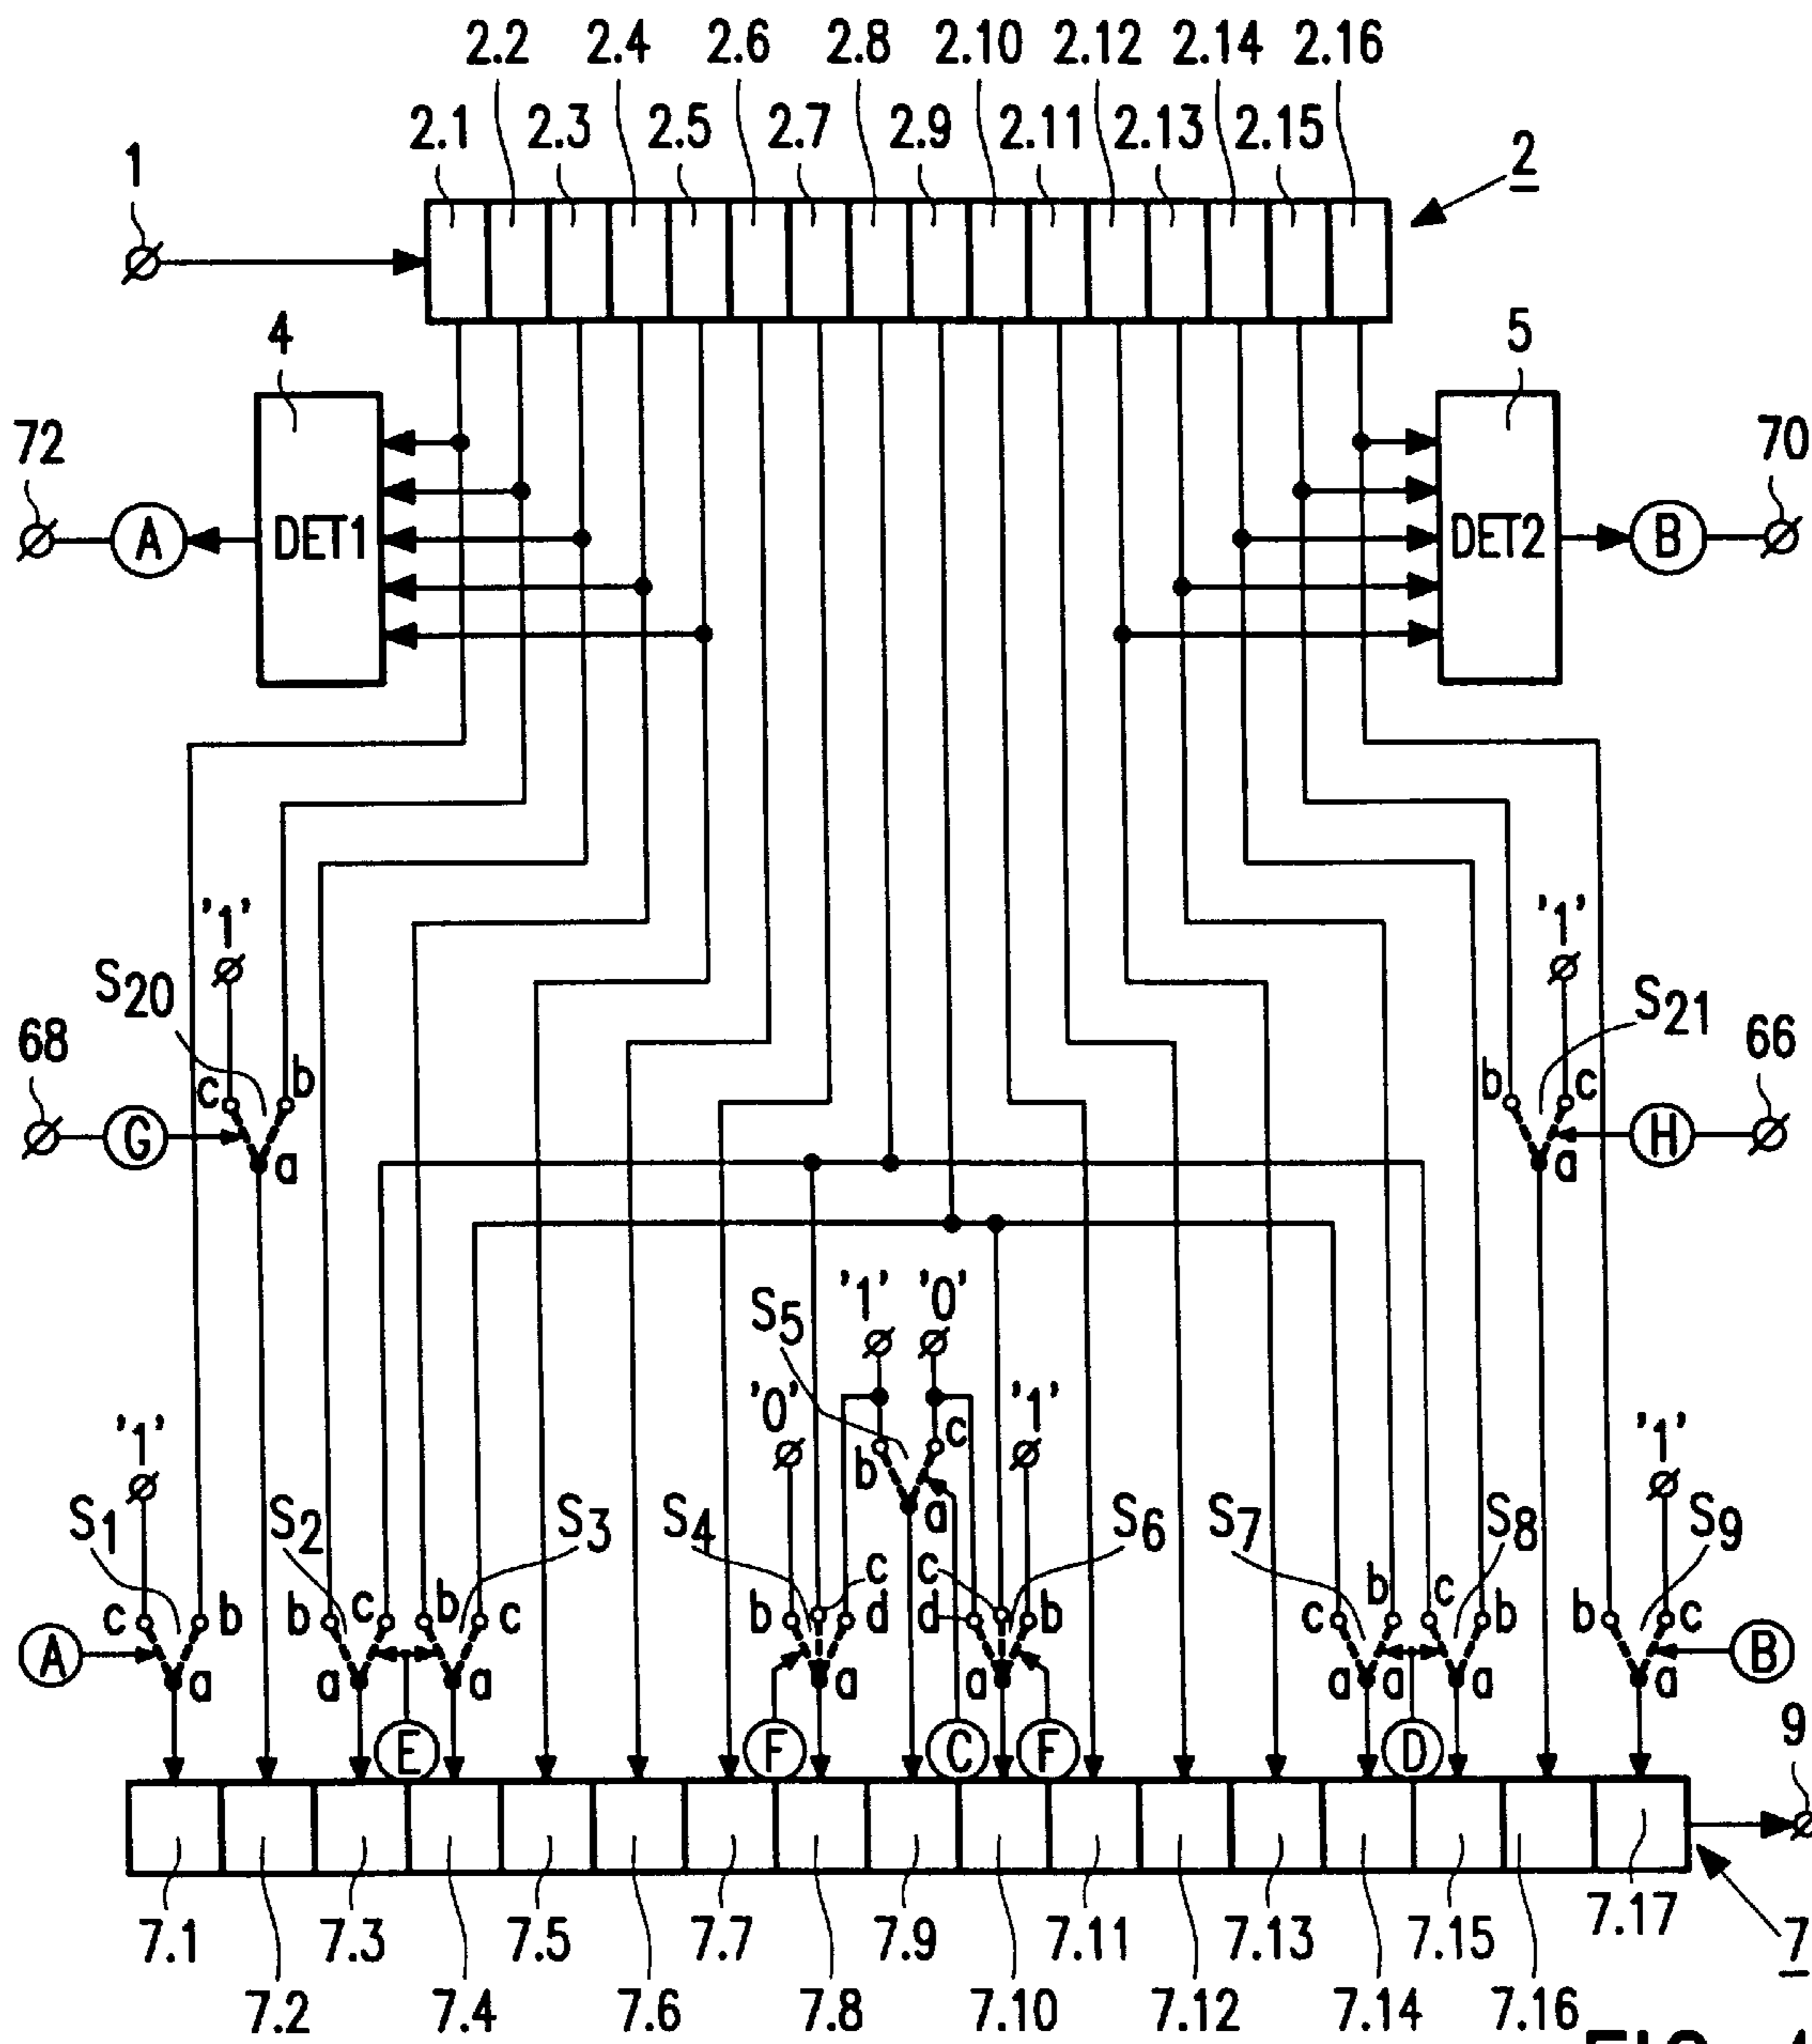 2.2 2.4 2.6 2.8 2.10 2.12 2.14 2.16
2.1 2.3 2.5 2.7 2.9 2.11 2.13 2.15
1 2
4 5
72 70
A DET1 DET2 B
'1' '1'
S20 S21
68 66
c b b c
G H
a a
'1' '0'
S5
'0' '1'
'1' '1'
c
b
a
S1 S2 S3 S4 S6 S7 S8 S9
c c
c b b c b c b d d b c b c b b c
A B
a a a a a a a a
E F C F D
9
7.1 7.3 7.5 7.7 7.9 7.11 7.13 7.15 7.17
7
7.2 7.4 7.6 7.8 7.10 7.12 7.14 7.16